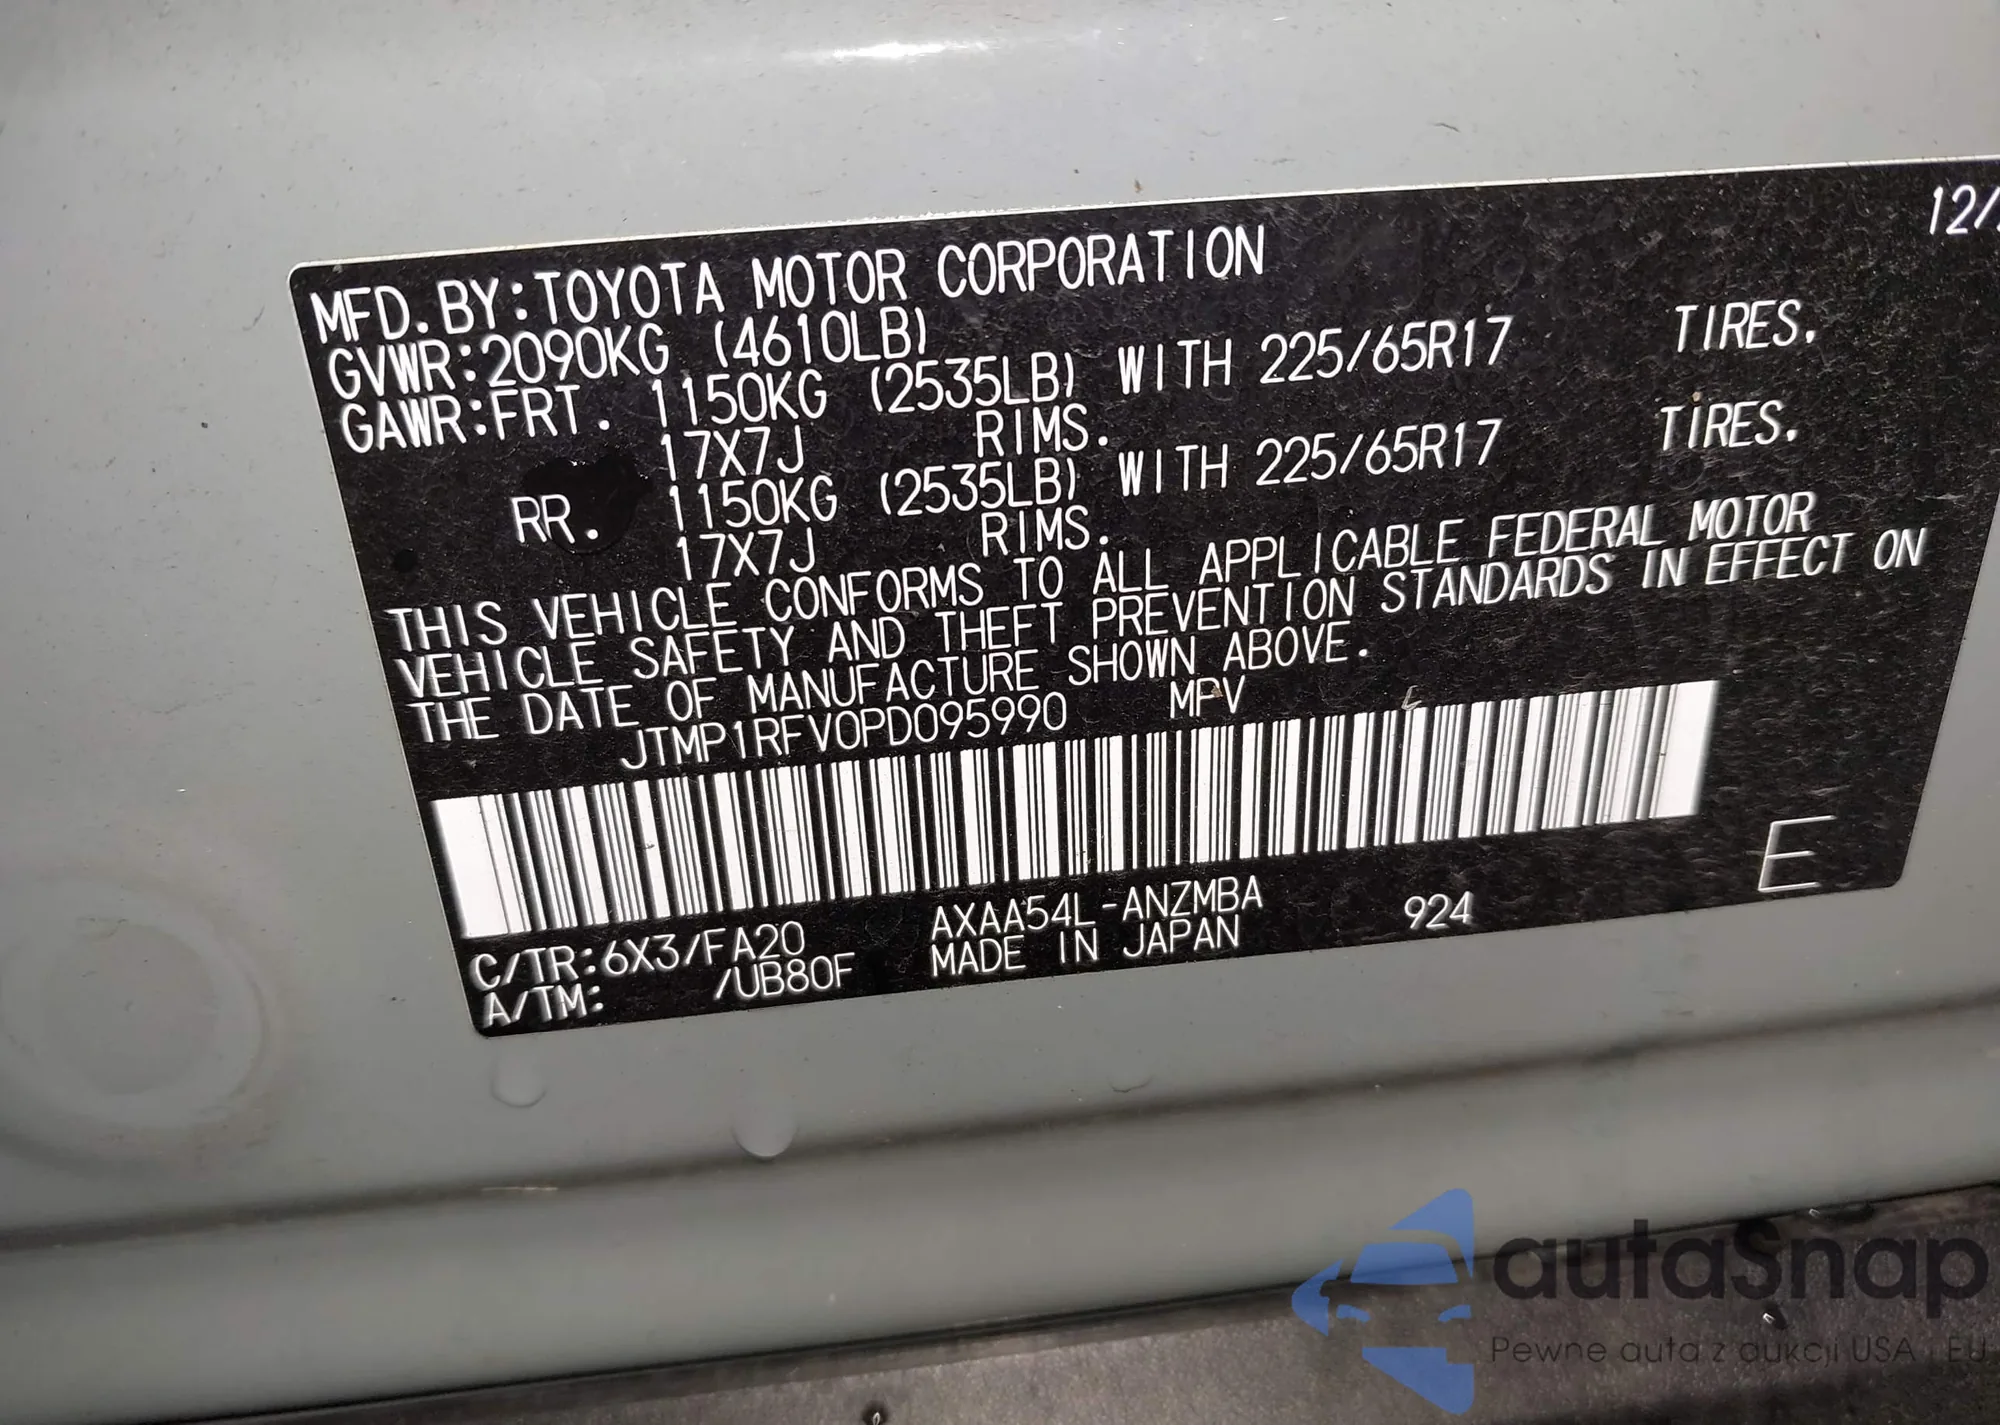 12/
MFD.BY:TOYOTA MOTOR CORPORATION
GVWR:2090KG (4610LB)
GAWR:FRT. 1150KG (2535LB) WITH 225/65R17 TIRES.
17X7J RIMS.
RR. 1150KG (2535LB) WITH 225/65R17 TIRES.
17X7J RIMS.
THIS VEHICLE CONFORMS TO ALL APPLICABLE FEDERAL MOTOR
VEHICLE SAFETY AND THEFT PREVENTION STANDARDS IN EFFECT ON
THE DATE OF MANUFACTURE SHOWN ABOVE.
JTMP1RFV0PD095990 MPV
E
C/TR:6X3/FA20 AXAA54L-ANZMBA 924
A/TM: /UB80F MADE IN JAPAN
autaSnap
Pewne auta z aukcji USA i EU